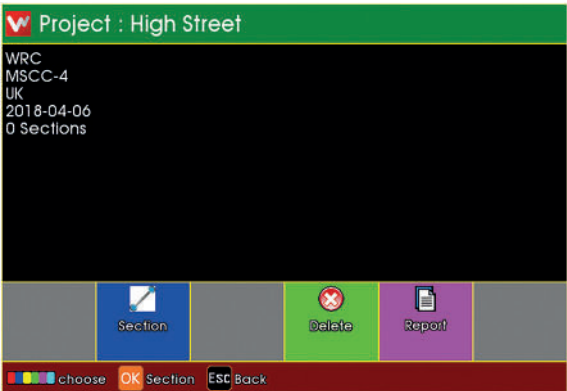 Project : High Street
WRC
MSCC-4
UK
2018-04-06
0 Sections
Section
Delete
Report
choose OK Section ESC Back